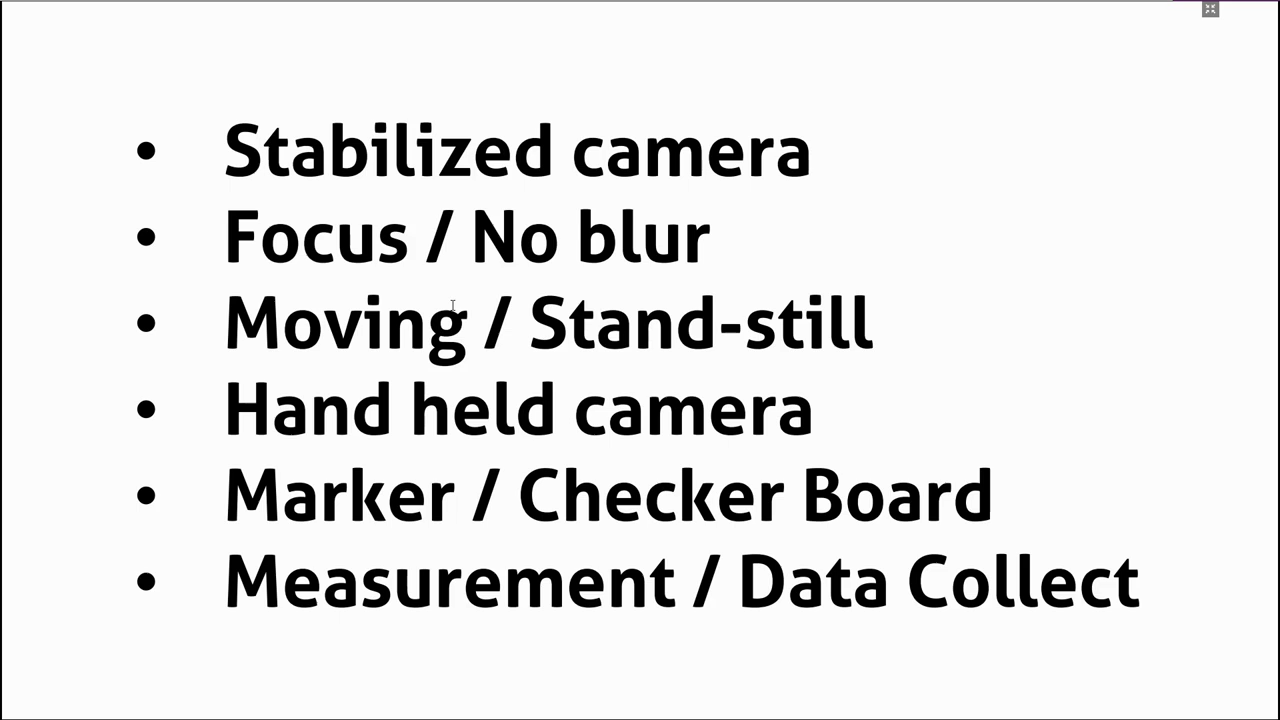 • Stabilized camera
• Focus / No blur
• Moving / Stand-still
• Hand held camera
• Marker / Checker Board
• Measurement / Data Collect